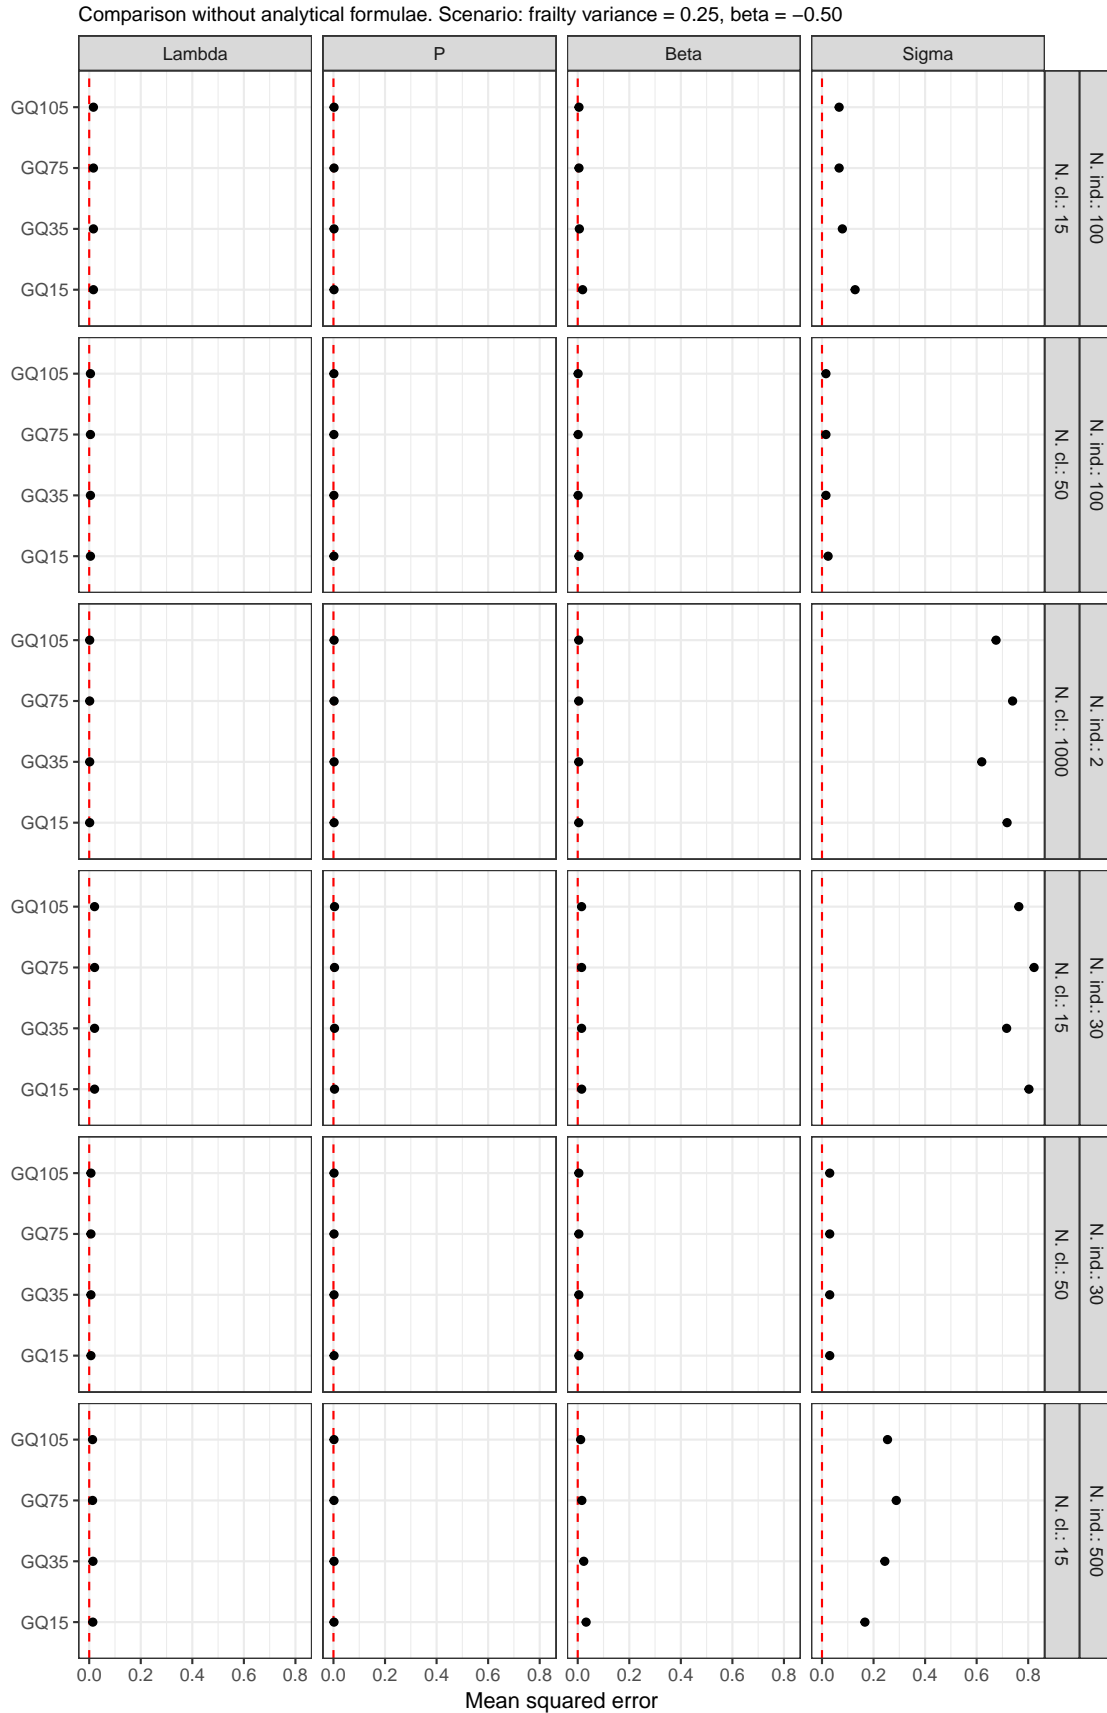 Comparison without analytical formulae. Scenario: frailty variance = 0.25, beta = −0.50
Lambda
P
Beta
Sigma
GQ105
GQ75
GQ35
GQ15
N. cl.: 15
N. ind.: 100
GQ105
GQ75
GQ35
GQ15
N. cl.: 50
N. ind.: 100
GQ105
GQ75
GQ35
GQ15
N. cl.: 1000
N. ind.: 2
GQ105
GQ75
GQ35
GQ15
N. cl.: 15
N. ind.: 30
GQ105
GQ75
GQ35
GQ15
N. cl.: 50
N. ind.: 30
GQ105
GQ75
GQ35
GQ15
N. cl.: 15
N. ind.: 500
0.0 0.2 0.4 0.6 0.8
0.0 0.2 0.4 0.6 0.8
0.0 0.2 0.4 0.6 0.8
0.0 0.2 0.4 0.6 0.8
Mean squared error